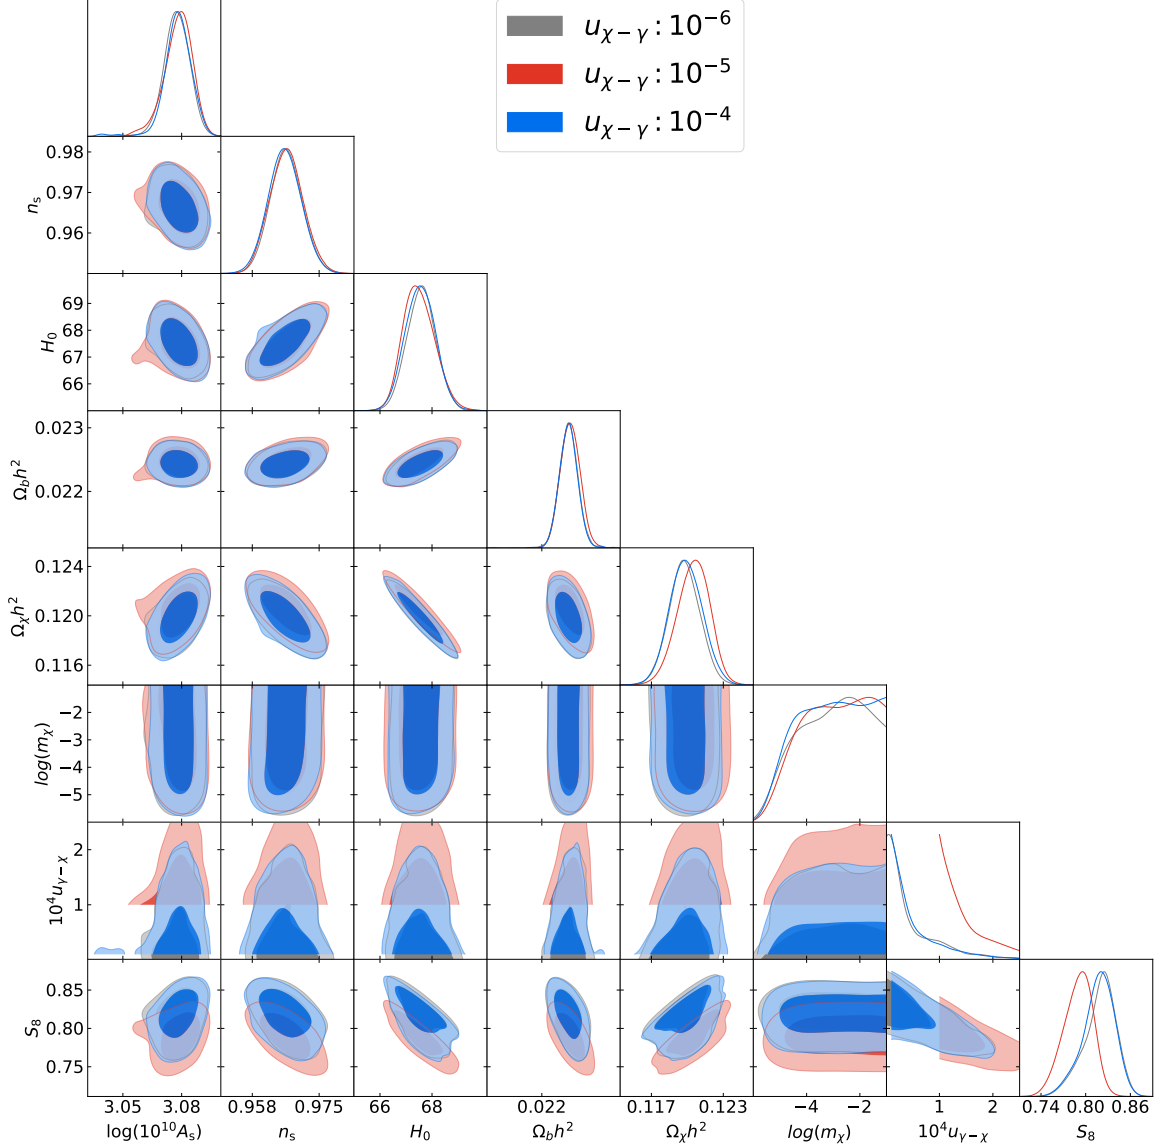 u_{χ−γ} : 10^{−6}
u_{χ−γ} : 10^{−5}
u_{χ−γ} : 10^{−4}
0.98
0.97
0.96
n_s
69
68
67
66
H_0
0.023
0.022
Ω_b h^2
0.124
0.120
0.116
Ω_χ h^2
−2
−3
−4
−5
log(m_χ)
2
1
10^4 u_{γ−χ}
0.85
0.80
0.75
S_8
3.05 3.08
0.958 0.975
66 68
0.022
0.117 0.123
−4 −2
1 2
0.74 0.80 0.86
log(10^{10} A_s)
n_s
H_0
Ω_b h^2
Ω_χ h^2
log(m_χ)
10^4 u_{γ−χ}
S_8